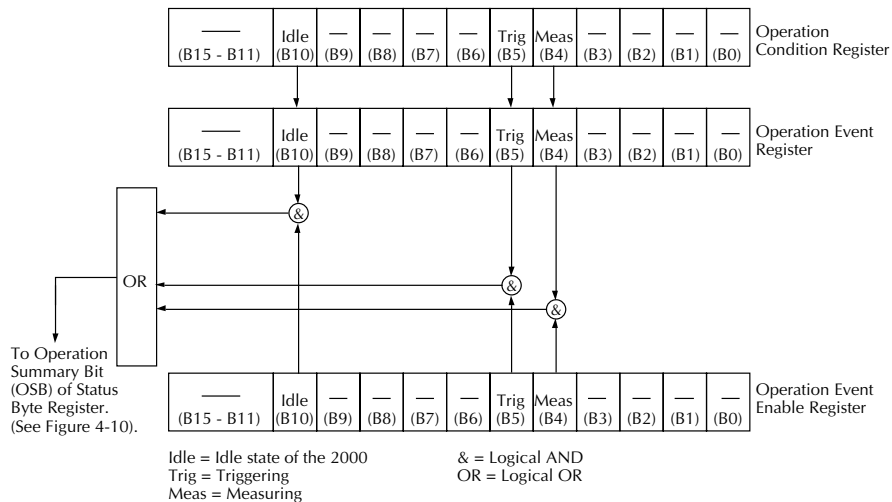 Idle Trig Meas Operation
(B15 - B11) (B10) (B9) (B8) (B7) (B6) (B5) (B4) (B3) (B2) (B1) (B0) Condition Register
Idle Trig Meas Operation Event
(B15 - B11) (B10) (B9) (B8) (B7) (B6) (B5) (B4) (B3) (B2) (B1) (B0) Register
&
OR
&
&
To Operation
Summary Bit
(OSB) of Status
Byte Register.
(See Figure 4-10).
Idle Trig Meas Operation Event
(B15 - B11) (B10) (B9) (B8) (B7) (B6) (B5) (B4) (B3) (B2) (B1) (B0) Enable Register
Idle = Idle state of the 2000
Trig = Triggering
Meas = Measuring
& = Logical AND
OR = Logical OR